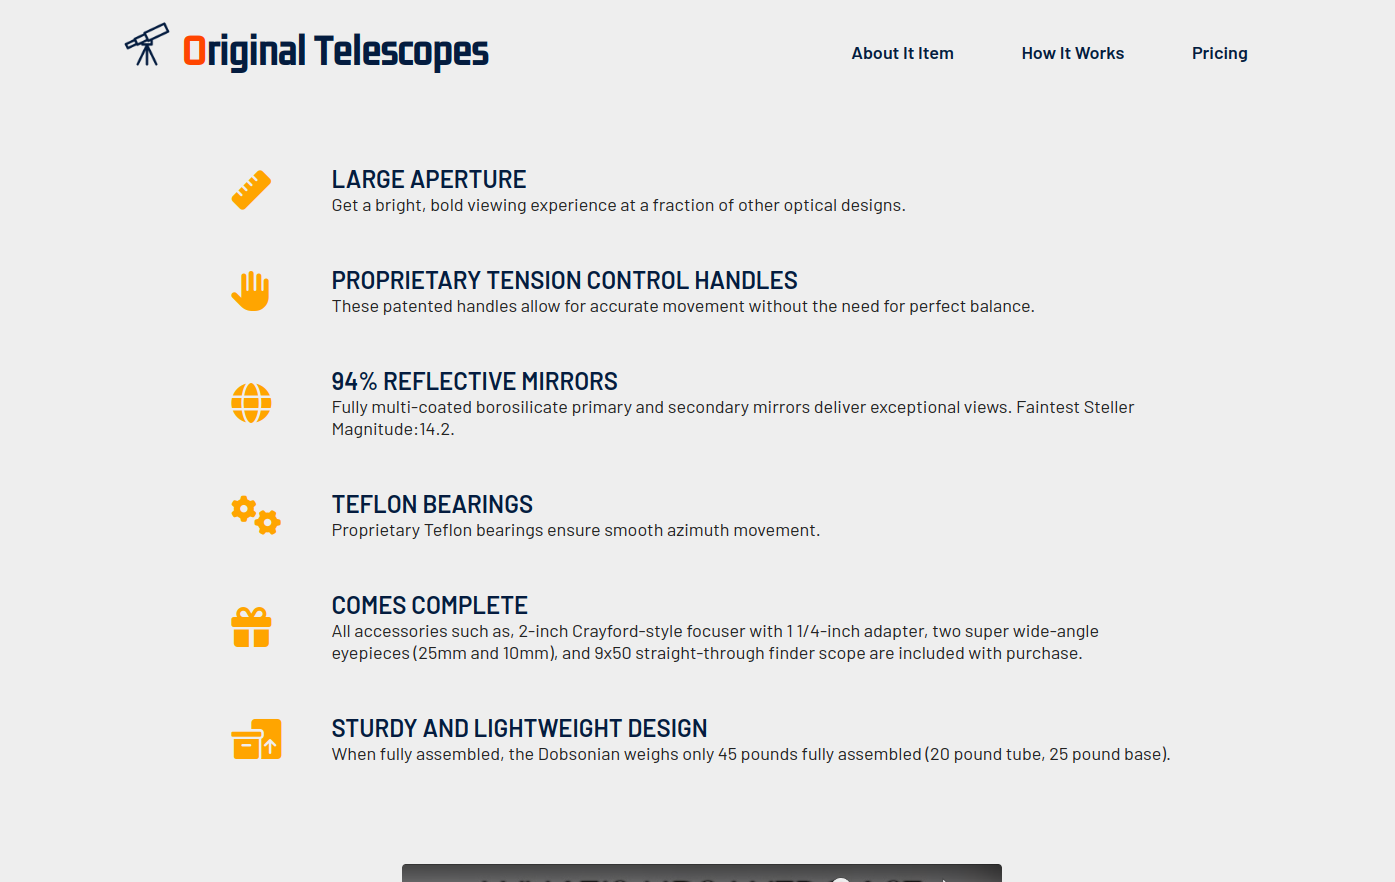 Original Telescopes
About It Item
How It Works
Pricing
LARGE APERTURE
Get a bright, bold viewing experience at a fraction of other optical designs.
PROPRIETARY TENSION CONTROL HANDLES
These patented handles allow for accurate movement without the need for perfect balance.
94% REFLECTIVE MIRRORS
Fully multi-coated borosilicate primary and secondary mirrors deliver exceptional views. Faintest Steller
Magnitude:14.2.
TEFLON BEARINGS
Proprietary Teflon bearings ensure smooth azimuth movement.
COMES COMPLETE
All accessories such as, 2-inch Crayford-style focuser with 1 1/4-inch adapter, two super wide-angle
eyepieces (25mm and 10mm), and 9x50 straight-through finder scope are included with purchase.
STURDY AND LIGHTWEIGHT DESIGN
When fully assembled, the Dobsonian weighs only 45 pounds fully assembled (20 pound tube, 25 pound base).